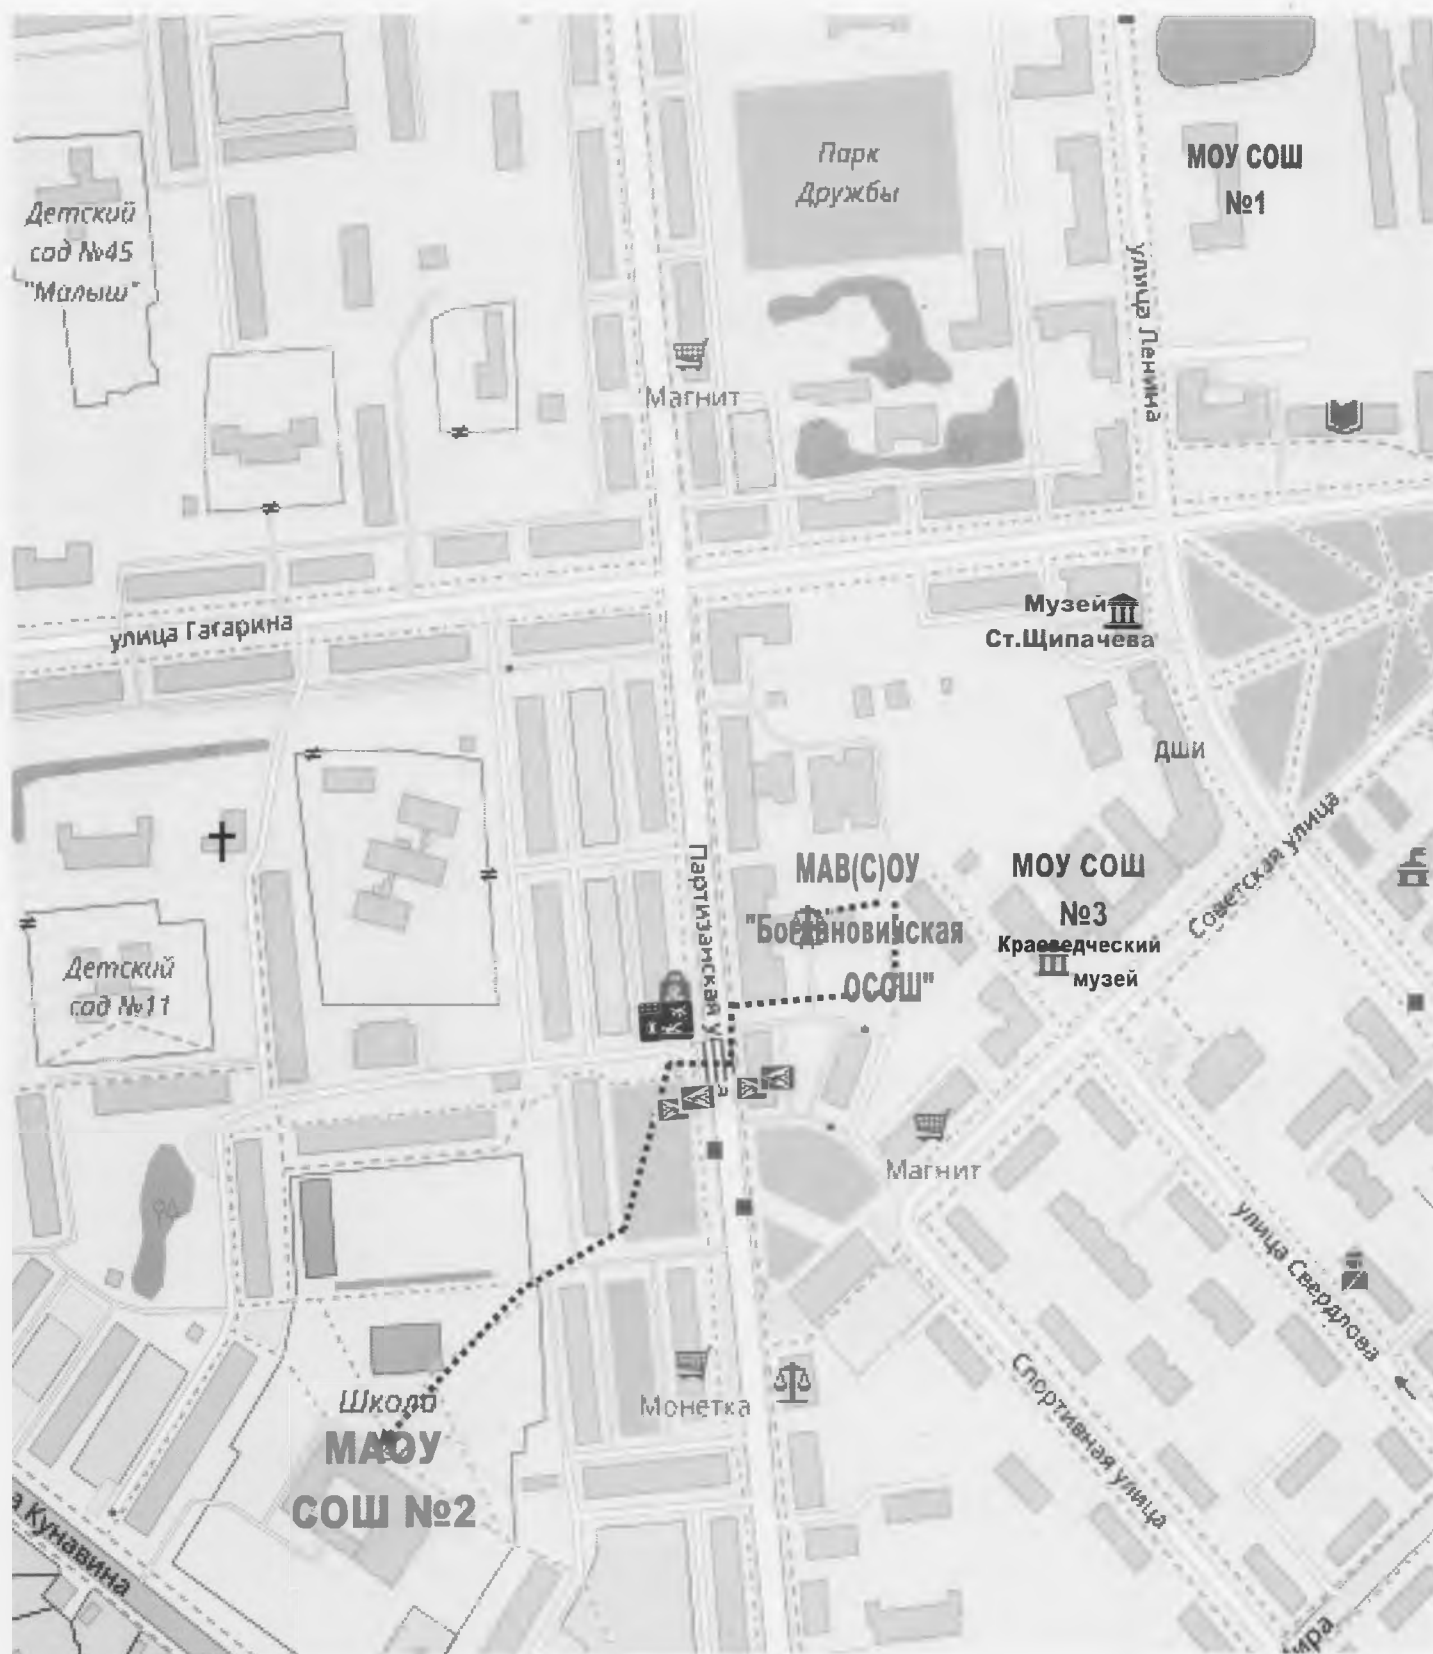 Парк
Дружбы
МОУ СОШ
№1
Детский
сад №45
"Малыш"
улица Ленина
Магнит
улица Гагарина
Музей
Ст.Щипачева
ДШИ
Советская улица
Партизанская у
я
МАВ(С)ОУ
"Богдановичская
ОСОШ"
МОУ СОШ
№3
Краеведческий
музей
Детский
сад №11
Магнит
улица Свердлова
Спортивная улица
Монетка
Школа
МАОУ
СОШ №2
а Кунавина
Мира